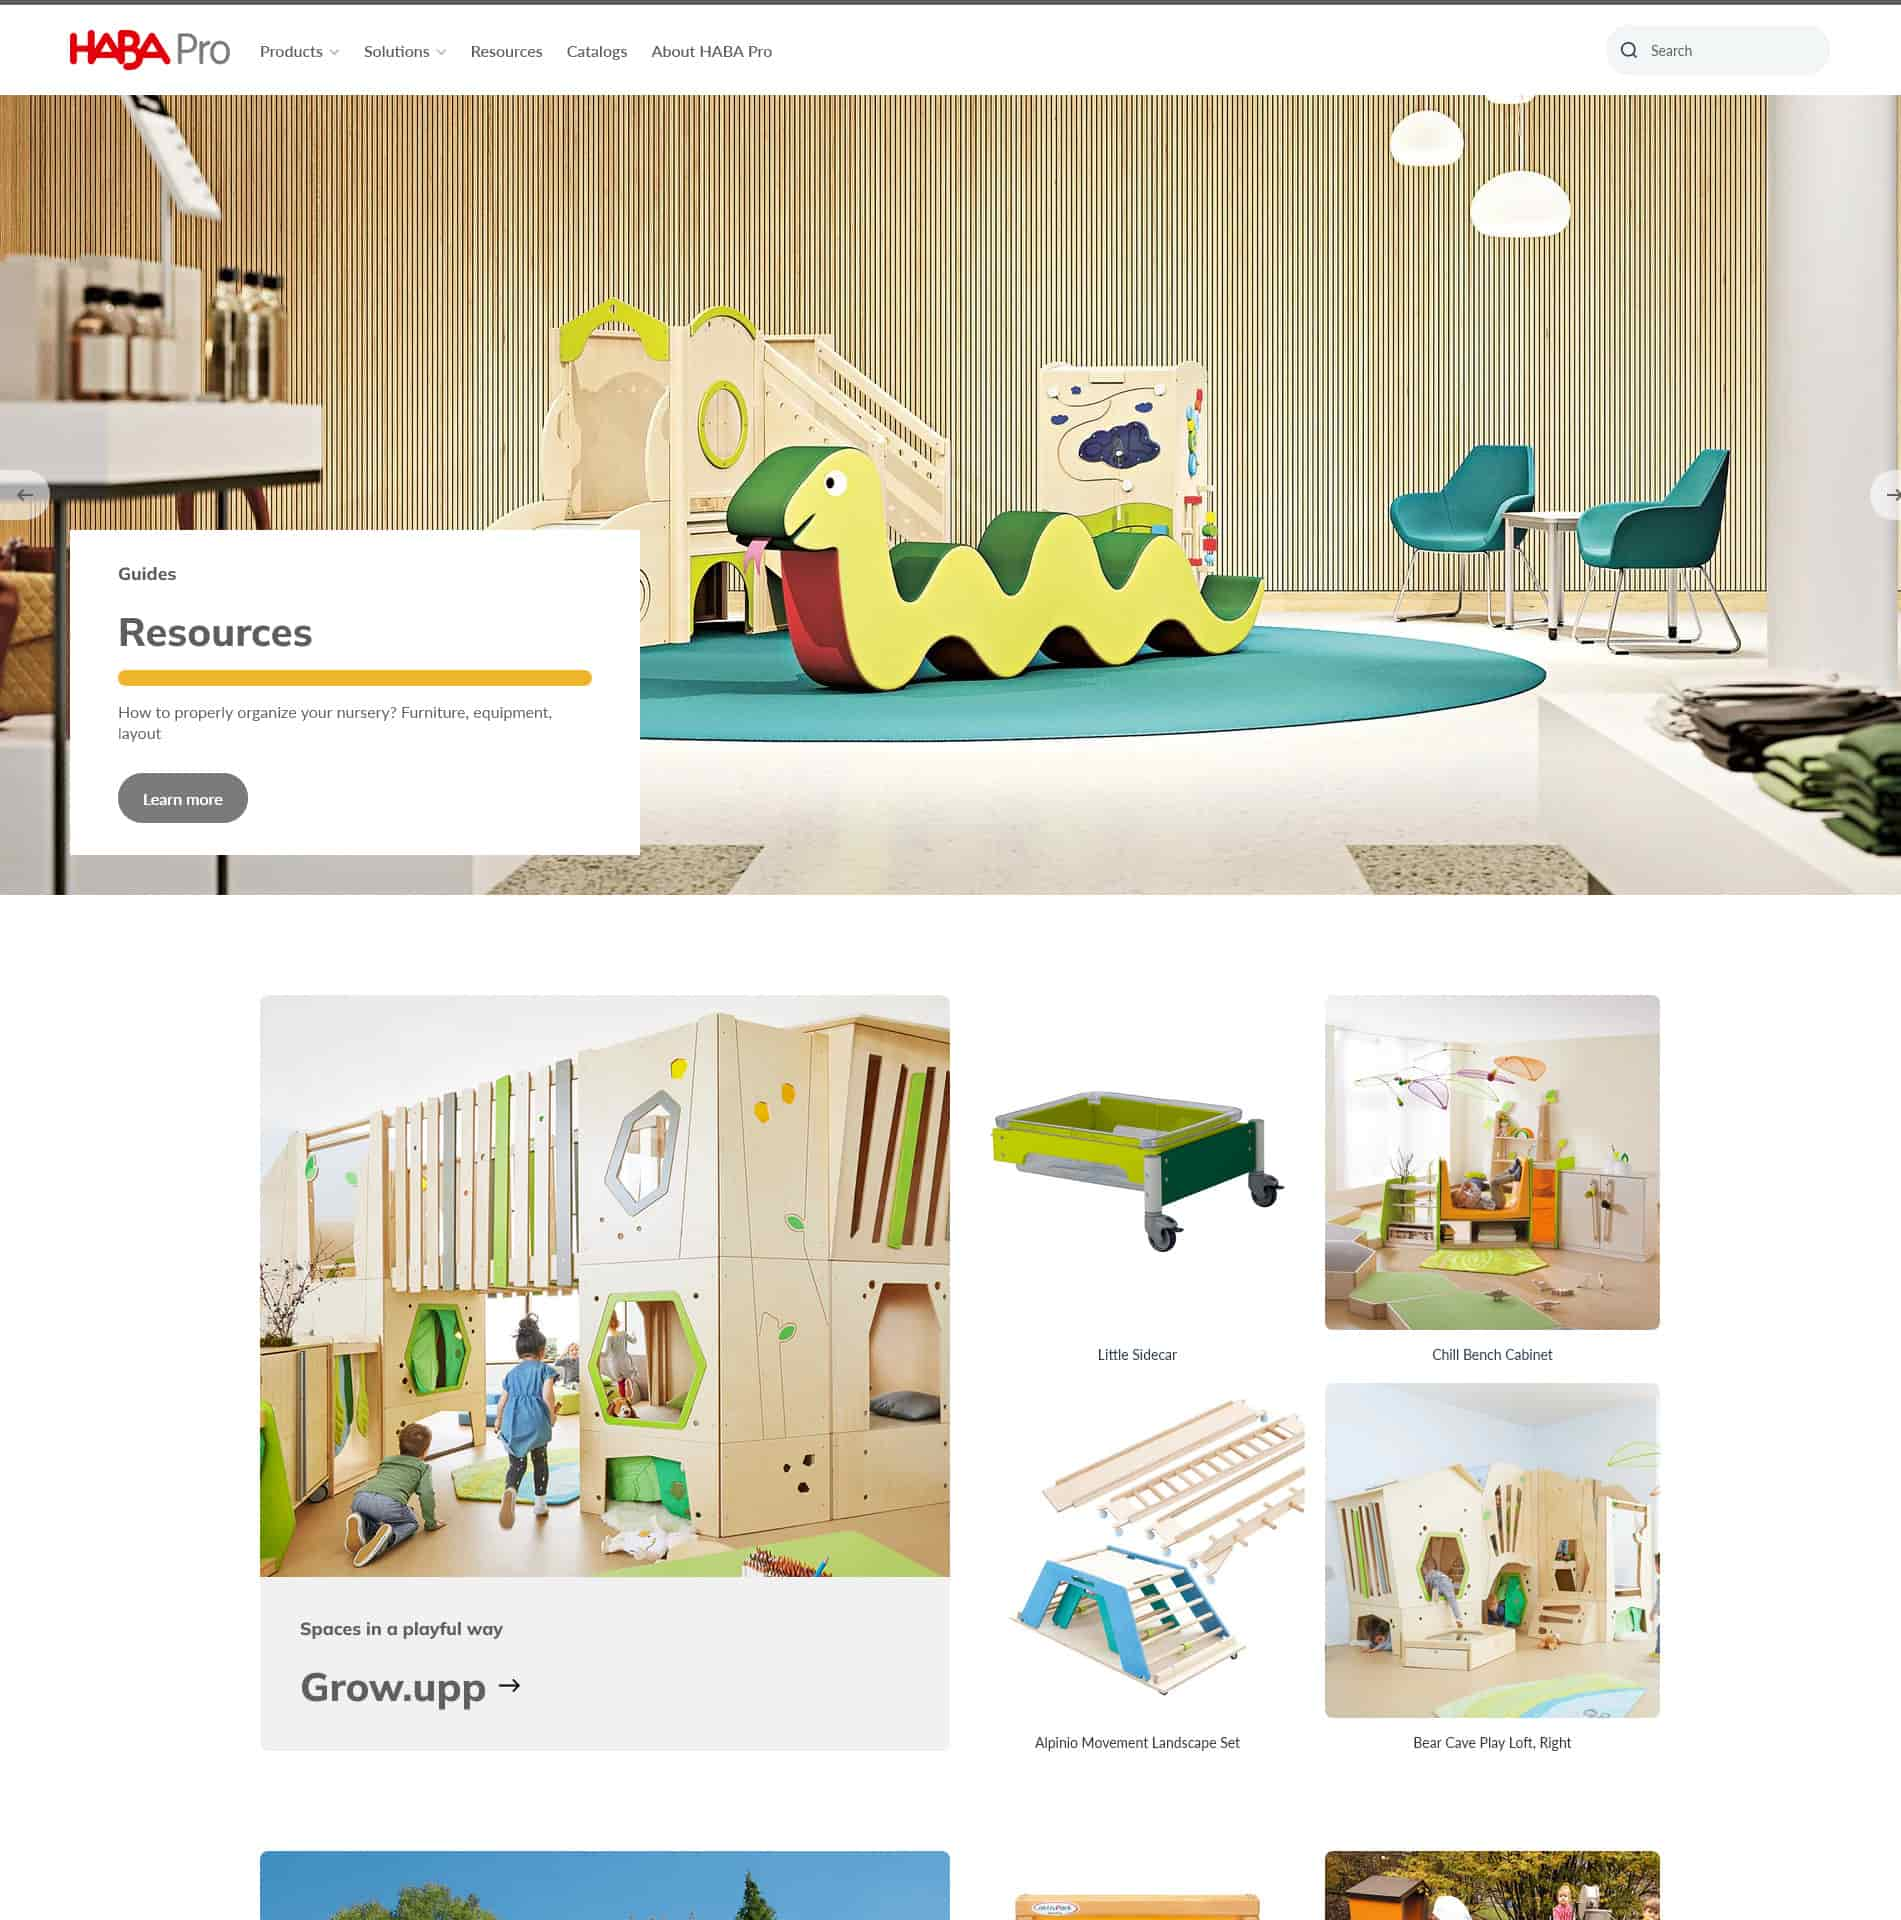 HABA Pro
Products
Solutions
Resources
Catalogs
About HABA Pro
Search
Guides
Resources
How to properly organize your nursery? Furniture, equipment,
layout
Learn more
Little Sidecar
Chill Bench Cabinet
Spaces in a playful way
Grow.upp
Alpinio Movement Landscape Set
Bear Cave Play Loft, Right